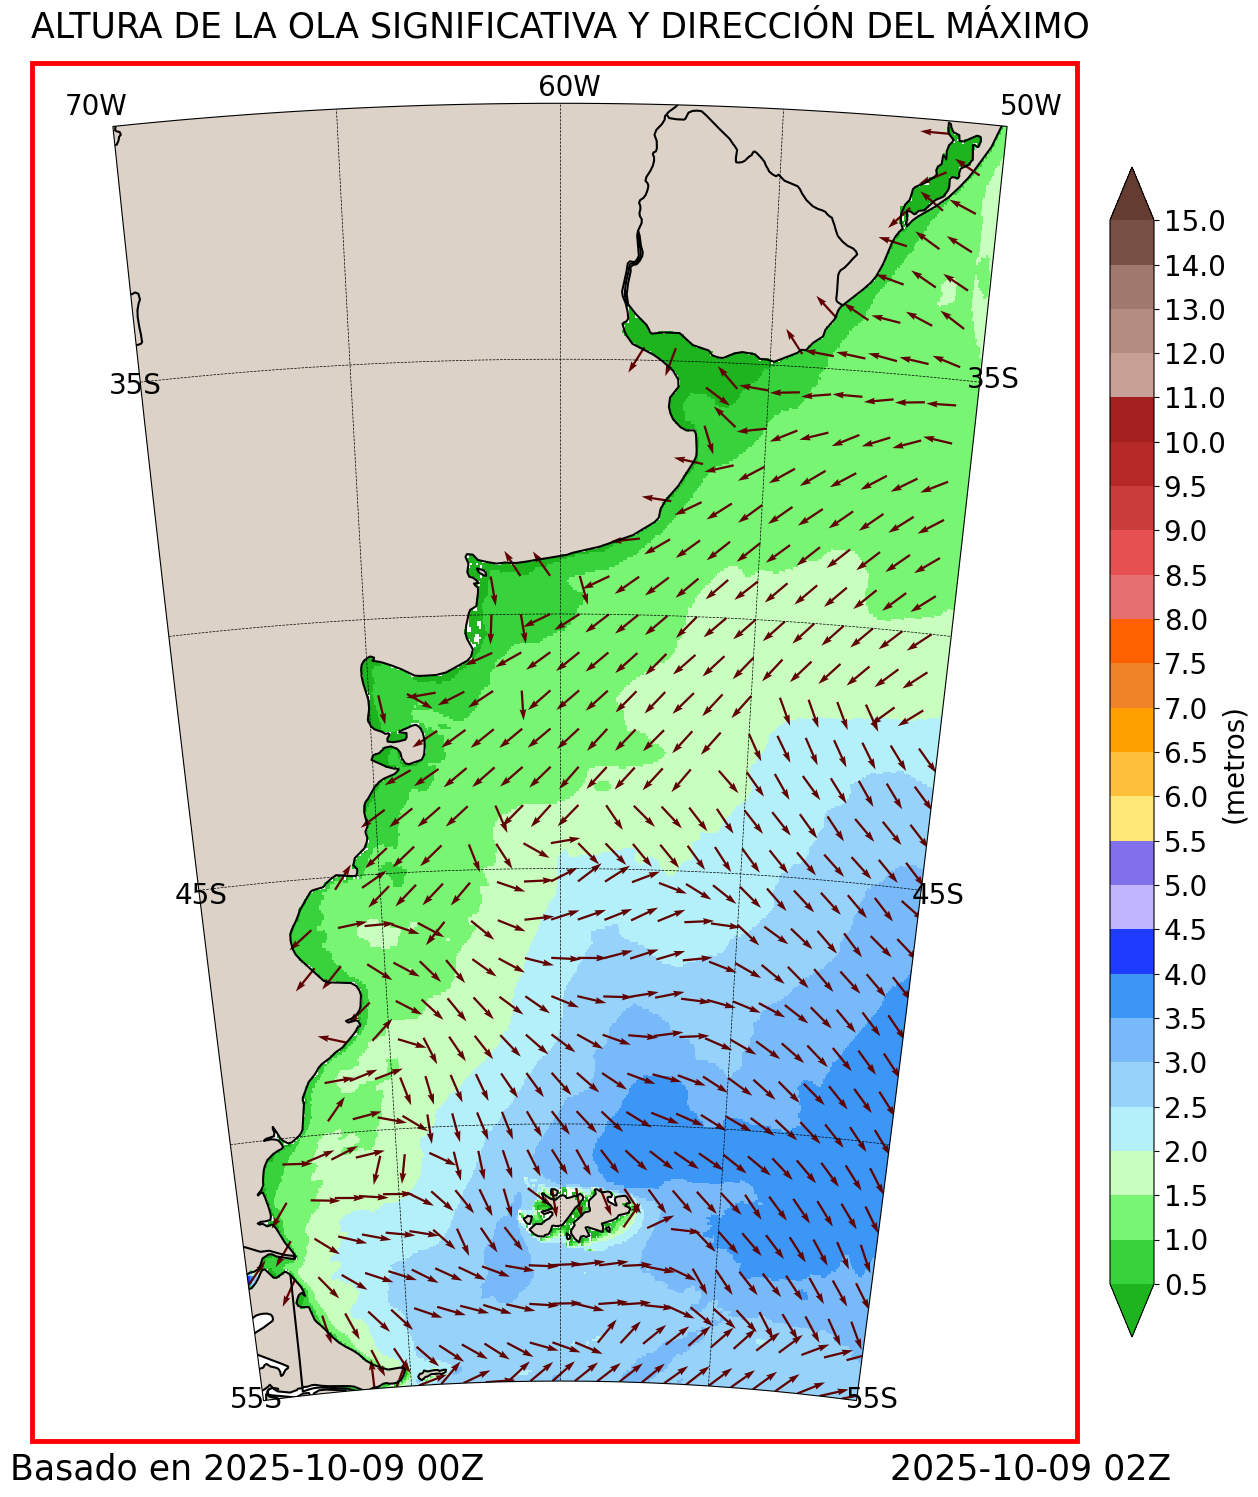 ALTURA DE LA OLA SIGNIFICATIVA Y DIRECCIÓN DEL MÁXIMO
70W
60W
50W
35S
35S
45S
45S
55S
55S
15.0
14.0
13.0
12.0
11.0
10.0
9.5
9.0
8.5
8.0
7.5
7.0
6.5
6.0
5.5
5.0
4.5
4.0
3.5
3.0
2.5
2.0
1.5
1.0
0.5
(metros)
Basado en 2025-10-09 00Z
2025-10-09 02Z